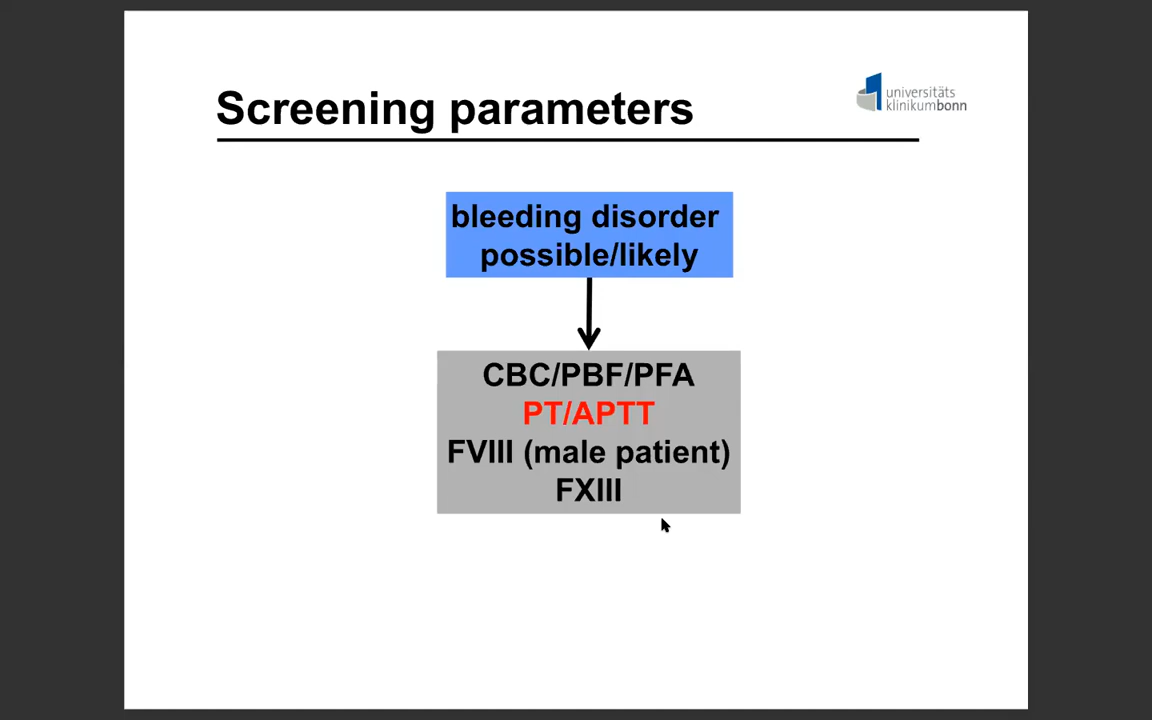 Screening parameters
universitäts
klinikumbonn
bleeding disorder
possible/likely
CBC/PBF/PFA
PT/APTT
FVIII (male patient)
FXIII